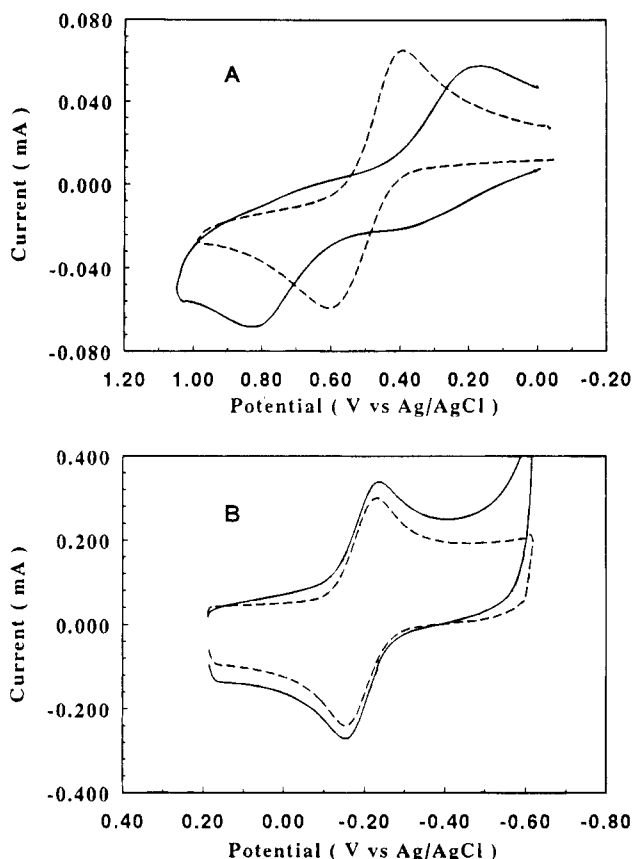 0.080
A
0.040
0.000
-0.040
-0.080
Current ( mA )
1.20 1.00 0.80 0.60 0.40 0.20 0.00 -0.20
Potential ( V vs Ag/AgCl )
0.400
B
0.200
0.000
-0.200
-0.400
Current ( mA )
0.40 0.20 0.00 -0.20 -0.40 -0.60 -0.80
Potential ( V vs Ag/AgCl )